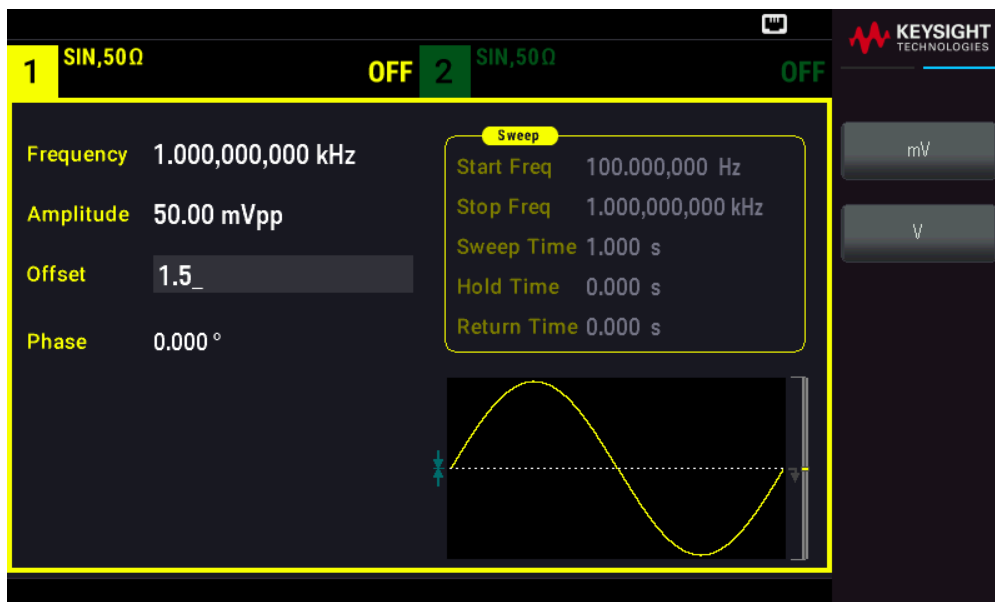 KEYSIGHT
TECHNOLOGIES
1 SIN,50Ω OFF 2 SIN,50Ω OFF
Frequency 1.000,000,000 kHz
Amplitude 50.00 mVpp
Offset 1.5_
Phase 0.000 °
Sweep
Start Freq 100.000,000 Hz
Stop Freq 1.000,000,000 kHz
Sweep Time 1.000 s
Hold Time 0.000 s
Return Time 0.000 s
mV
V